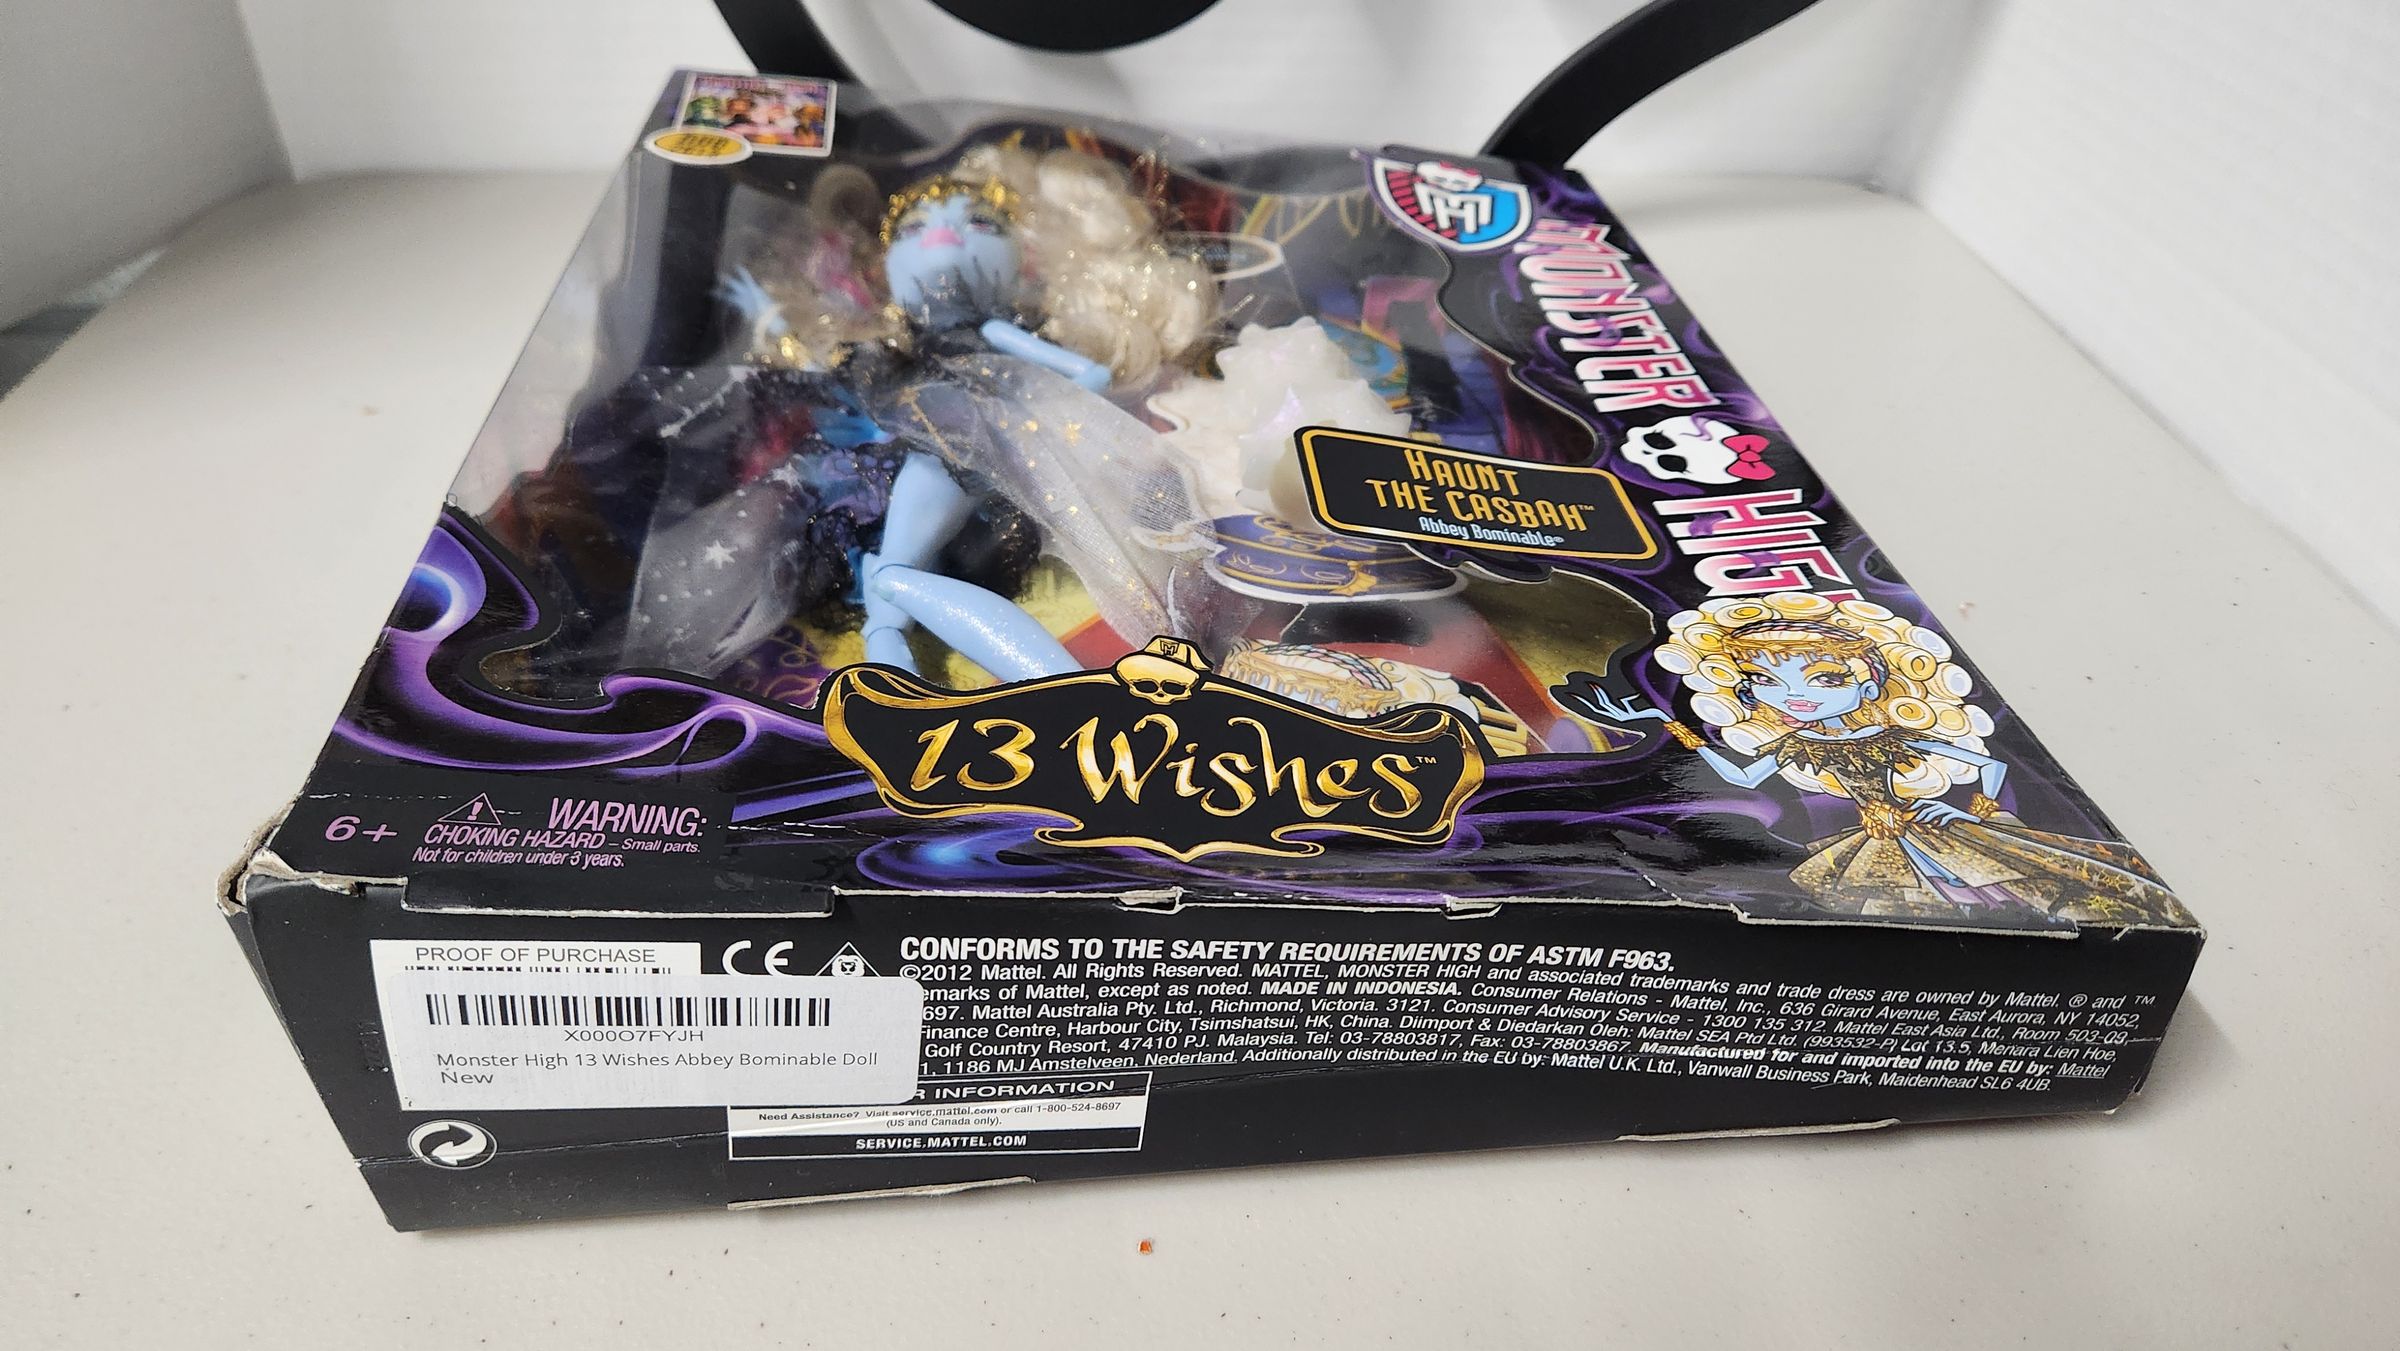 MONSTER HIGH
HAUNT
THE CASBAH™
Abbey Bominable®
13 Wishes™
6+
WARNING:
CHOKING HAZARD – Small parts.
Not for children under 3 years.
PROOF OF PURCHASE
X000O7FYJH
Monster High 13 Wishes Abbey Bominable Doll
New
CE
CONFORMS TO THE SAFETY REQUIREMENTS OF ASTM F963.
©2012 Mattel. All Rights Reserved. MATTEL, MONSTER HIGH and associated trademarks and trade dress are owned by Mattel. ® and ™
emarks of Mattel, except as noted. MADE IN INDONESIA. Consumer Relations - Mattel, Inc., 636 Girard Avenue, East Aurora, NY 14052,
697. Mattel Australia Pty. Ltd., Richmond, Victoria. 3121. Consumer Advisory Service - 1300 135 312. Mattel East Asia Ltd., Room 503-09,
Finance Centre, Harbour City, Tsimshatsui, HK, China. Diimport & Diedarkan Oleh: Mattel SEA Ptd Ltd. (993532-P) Lot 13.5, Menara Lien Hoe,
Golf Country Resort, 47410 PJ. Malaysia. Tel: 03-78803817, Fax: 03-78803867. Manufactured for and imported into the EU by: Mattel
1, 1186 MJ Amstelveen, Nederland. Additionally distributed in the EU by: Mattel U.K. Ltd., Vanwall Business Park, Maidenhead SL6 4UB.
R INFORMATION
Need Assistance? Visit service.mattel.com or call 1-800-524-8697
(US and Canada only).
SERVICE.MATTEL.COM